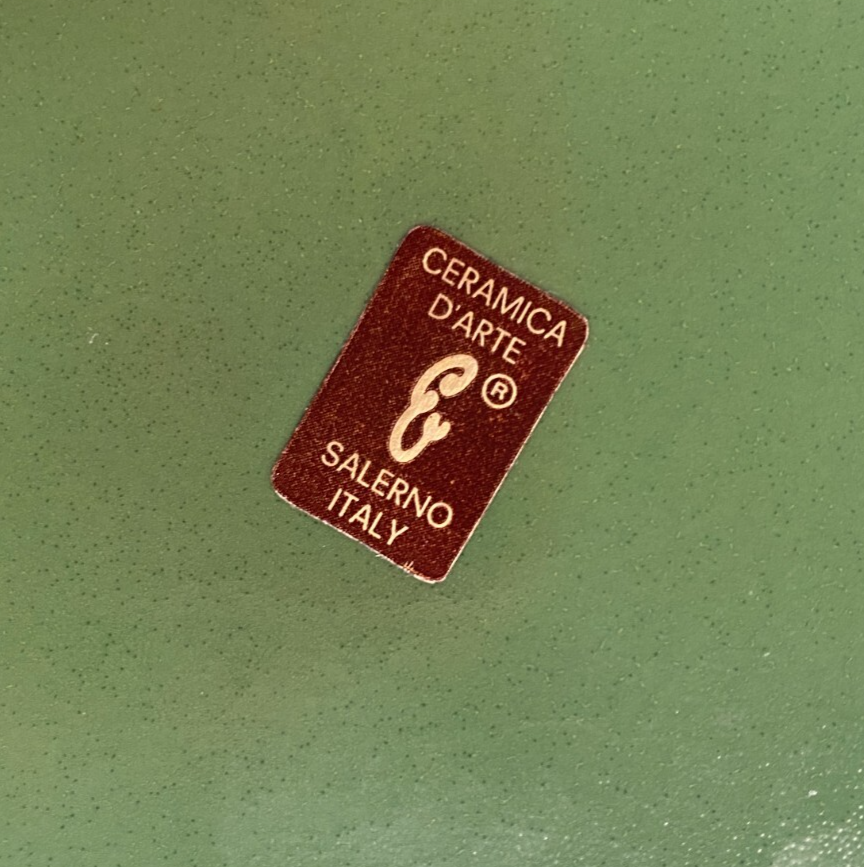 CERAMICA
D'ARTE
E®
SALERNO
ITALY